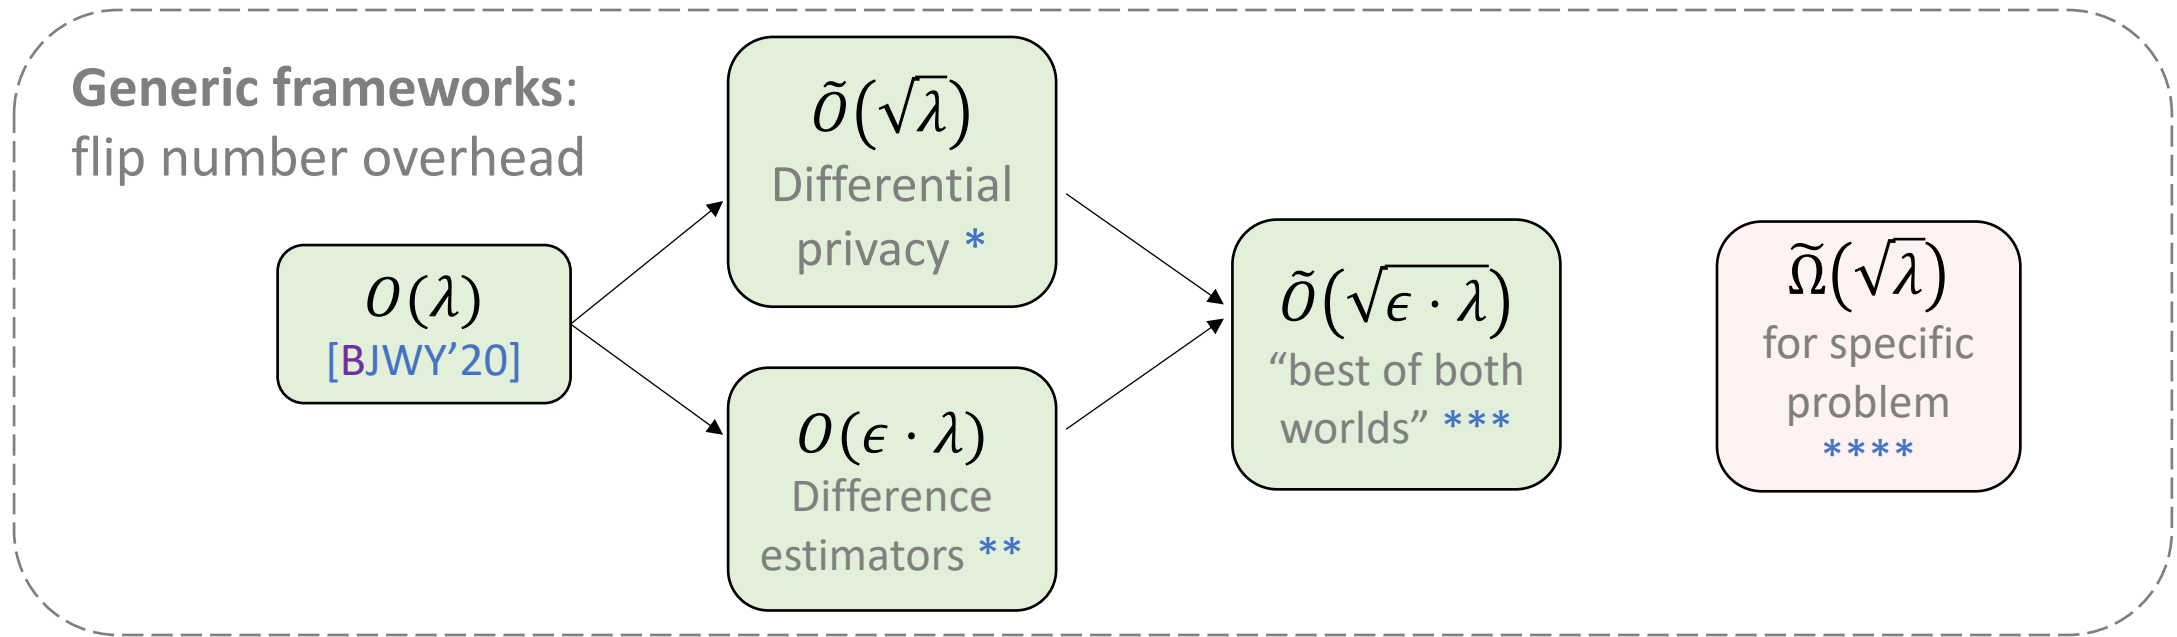 Generic frameworks:
flip number overhead
O(λ)
[BJWY’20]
Õ(√λ)
Differential
privacy *
O(ϵ · λ)
Difference
estimators **
Õ(√ϵ · λ)
“best of both
worlds” ***
Ω̃(√λ)
for specific
problem
****